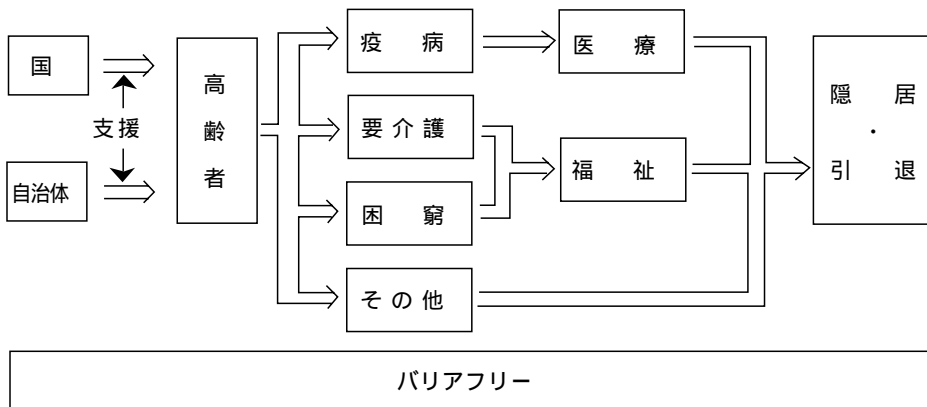 国
自治体
支援
高齢者
疫病
要介護
困窮
その他
医療
福祉
隠居
・
引退
バリアフリー